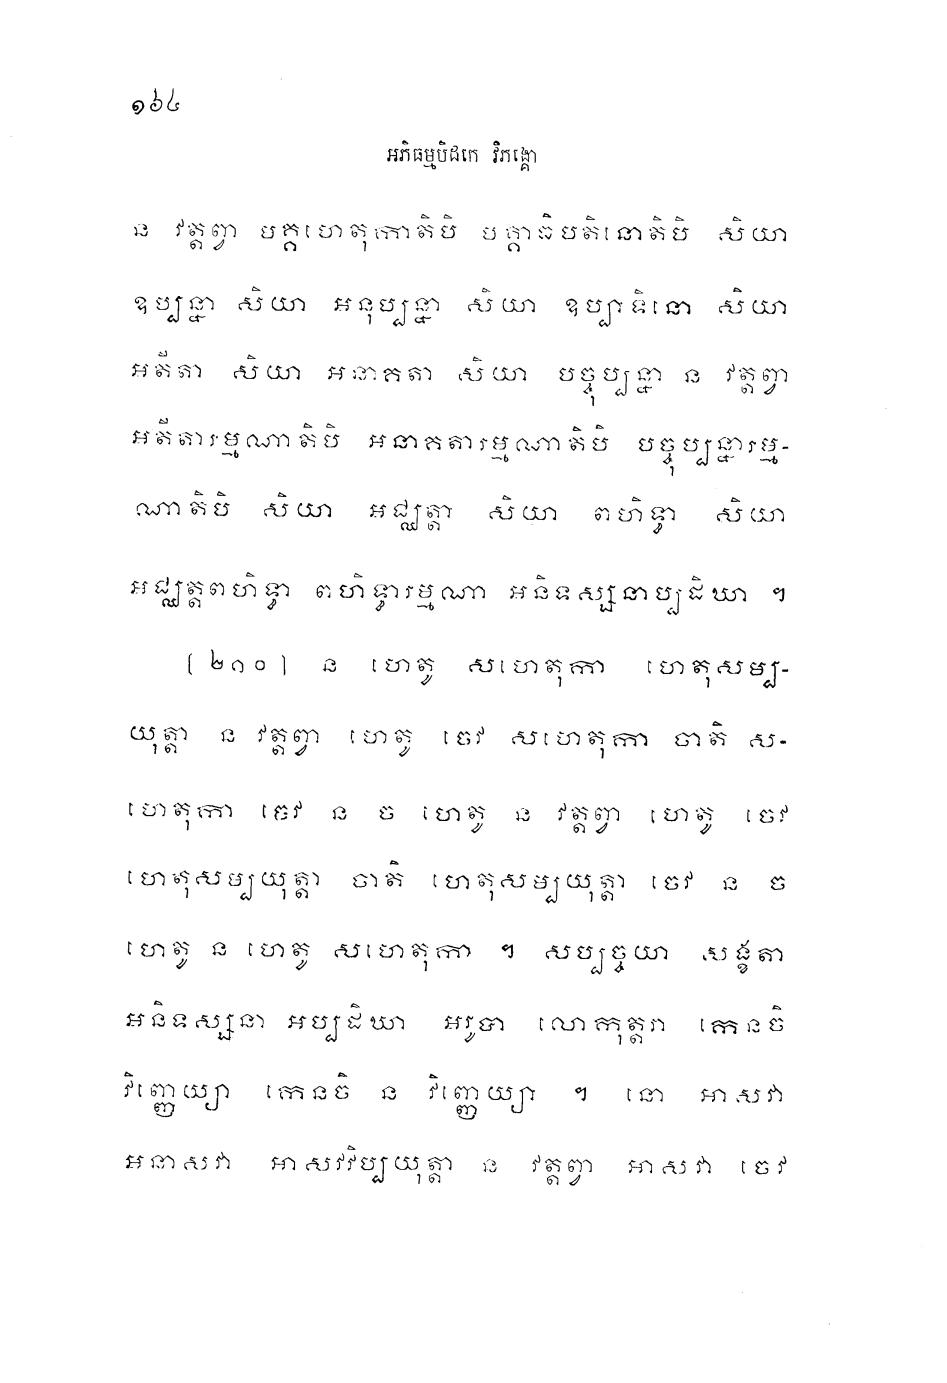 ១៦៤
អភិធម្មបិដកេ វិភង្គោ
ន វត្តព្វា មគ្គហេតុកាតិបិ មគ្គាធិបតិនោតិបិ សិយា
ឧប្បន្នា សិយា អនុប្បន្នា សិយា ឧប្បាទិនោ សិយា
អតីតា សិយា អនាគតា សិយា បច្ចុប្បន្នា ន វត្តព្វា
អតីតារម្មណាតិបិ អនាគតារម្មណាតិបិ បច្ចុប្បន្នារម្ម-
ណាតិបិ សិយា អជ្ឈត្តា សិយា ពហិទ្ធា សិយា
អជ្ឈត្តពហិទ្ធា ពហិទ្ធារម្មណា អនិទស្សនាប្បដិឃា ។
(២៣០) ន ហេតូ សហេតុកា ហេតុសម្ប-
យុត្តា ន វត្តព្វា ហេតូ ចេវ សហេតុកា ចាតិ ស-
ហេតុកា ចេវ ន ច ហេតូ ន វត្តព្វា ហេតូ ចេវ
ហេតុសម្បយុត្តា ចាតិ ហេតុសម្បយុត្តា ចេវ ន ច
ហេតូ ន ហេតូ សហេតុកា ។ សប្បច្ចយា សង្ខតា
អនិទស្សនា អប្បដិឃា អរូបា លោកុត្តរា កេនចិ
វិញ្ញេយ្យា កេនចិ ន វិញ្ញេយ្យា ។ នោ អាសវា
អនាសវា អាសវវិប្បយុត្តា ន វត្តព្វា អាសវា ចេវ